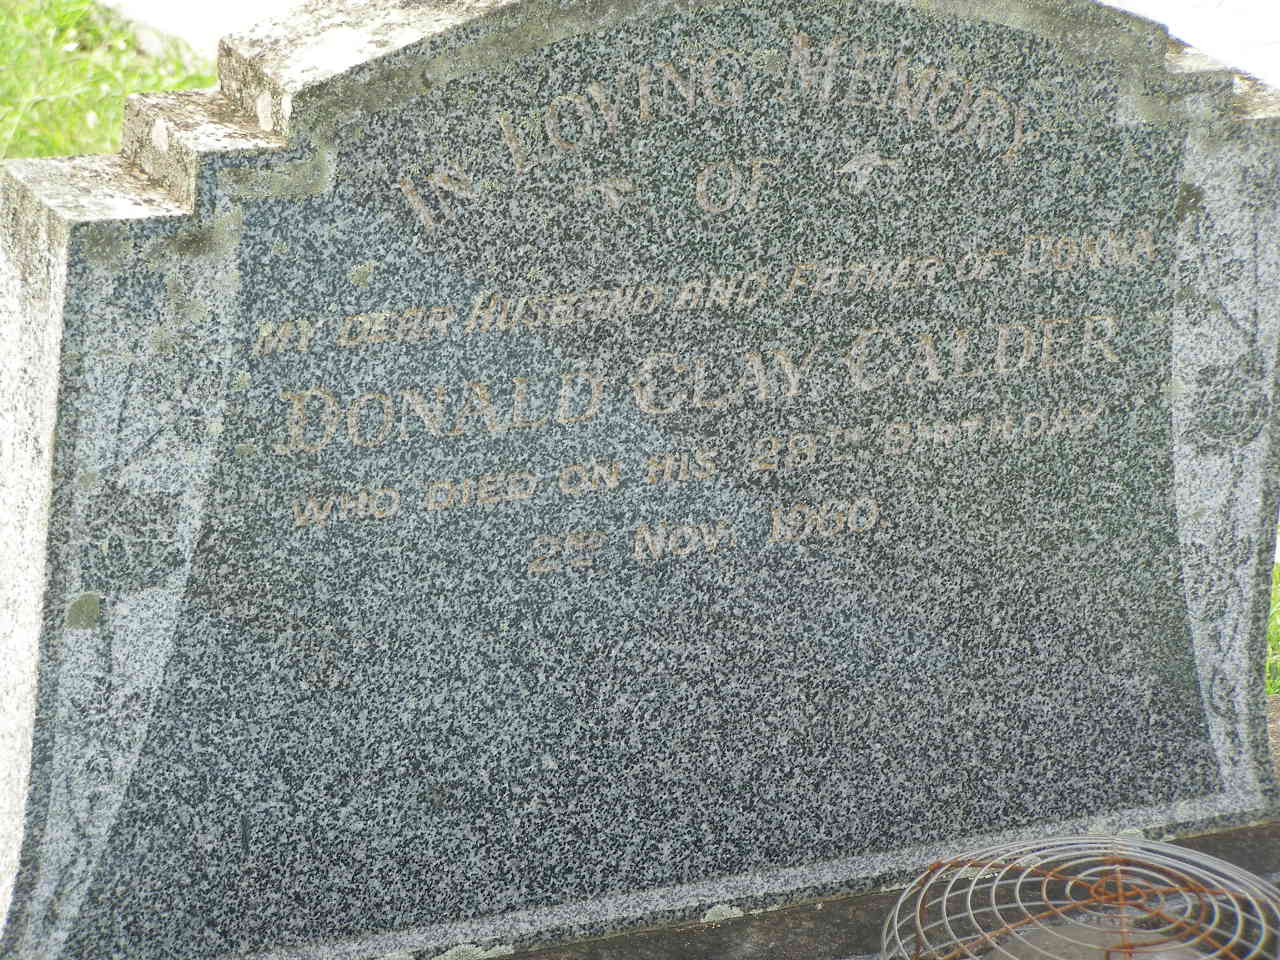 IN LOVING MEMORY
OF
MY DEAR HUSBAND AND FATHER OF DONNA
DONALD CLAY CALDER
WHO DIED ON HIS 28TH BIRTHDAY
2ND NOV. 1960.